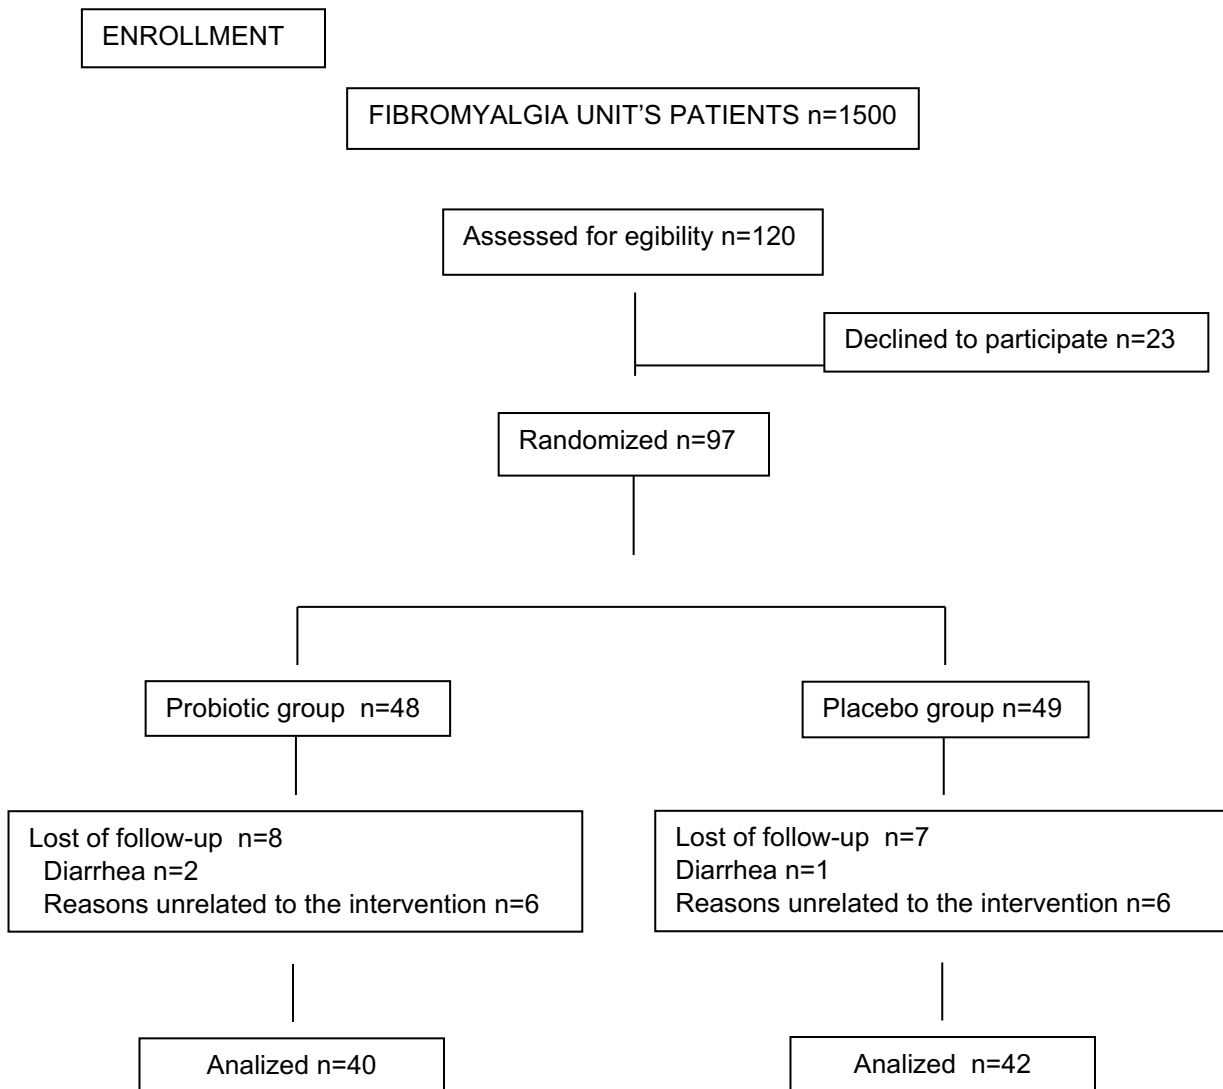 ENROLLMENT
FIBROMYALGIA UNIT'S PATIENTS n=1500
Assessed for egibility n=120
Declined to participate n=23
Randomized n=97
Probiotic group n=48
Placebo group n=49
Lost of follow-up n=8
Diarrhea n=2
Reasons unrelated to the intervention n=6
Lost of follow-up n=7
Diarrhea n=1
Reasons unrelated to the intervention n=6
Analized n=40
Analized n=42